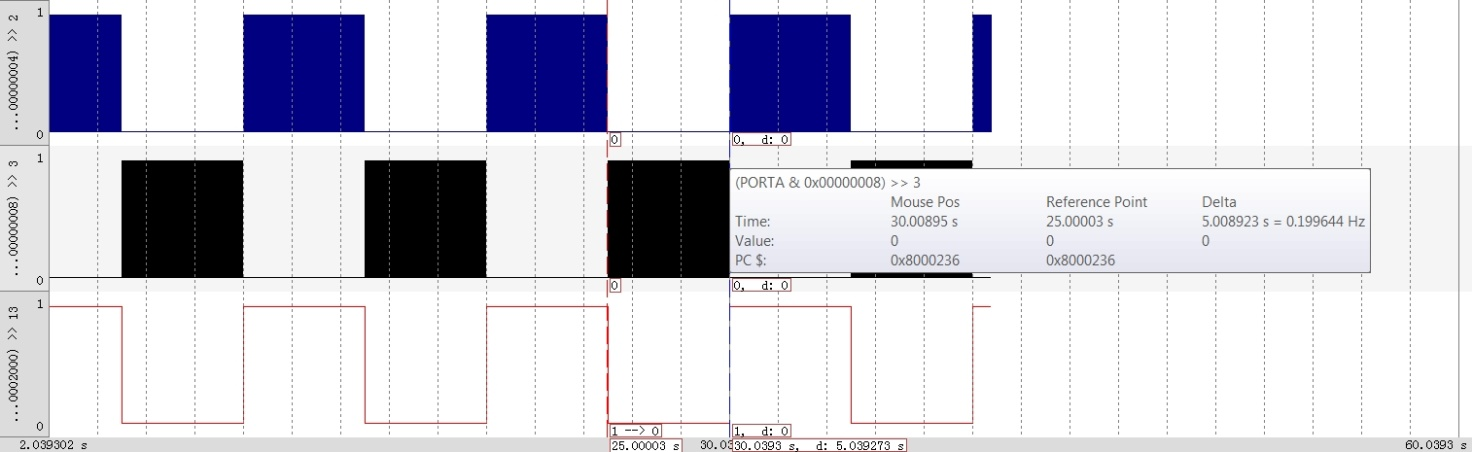 ...00000004) >> 2
1
0
0
0, d: 0
...00000008) >> 3
1
0
0
0, d: 0
(PORTA & 0x00000008) >> 3
Mouse Pos Reference Point Delta
Time: 30.00895 s 25.00003 s 5.008923 s = 0.199644 Hz
Value: 0 0 0
PC $: 0x8000236 0x8000236
...0002000) >> 13
1
0
1 --> 0
1, d: 0
2.039302 s
25.00003 s
30.03
30.0393 s, d: 5.039273 s
60.0393 s